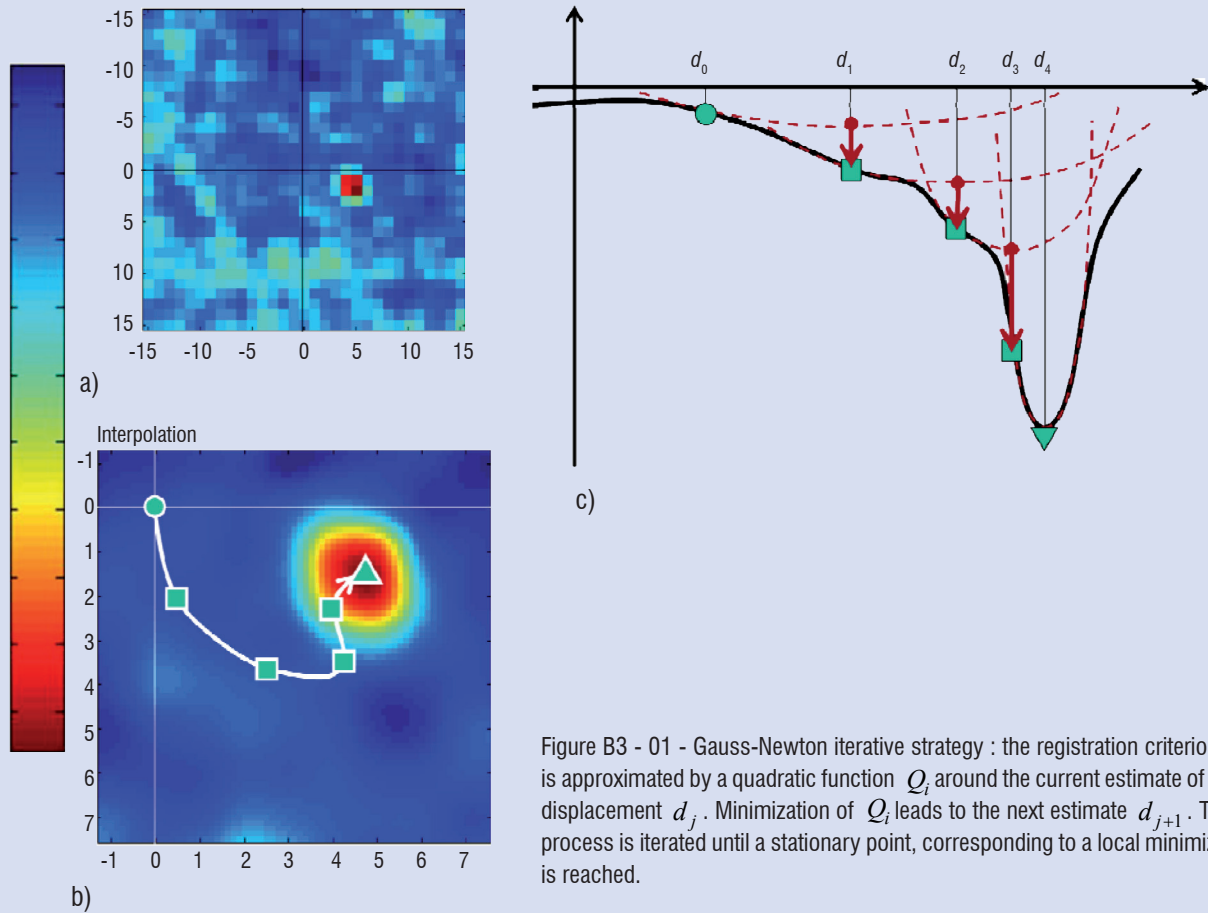 -15
-10
-5
0
5
10
15
-15 -10 -5 0 5 10 15
a)
Interpolation
-1
0
1
2
3
4
5
6
7
-1 0 1 2 3 4 5 6 7
b)
d0 d1 d2 d3 d4
c)
Figure B3 - 01 - Gauss-Newton iterative strategy : the registration criterio
is approximated by a quadratic function Qi around the current estimate of
displacement dj . Minimization of Qi leads to the next estimate dj+1 . T
process is iterated until a stationary point, corresponding to a local minimiz
is reached.